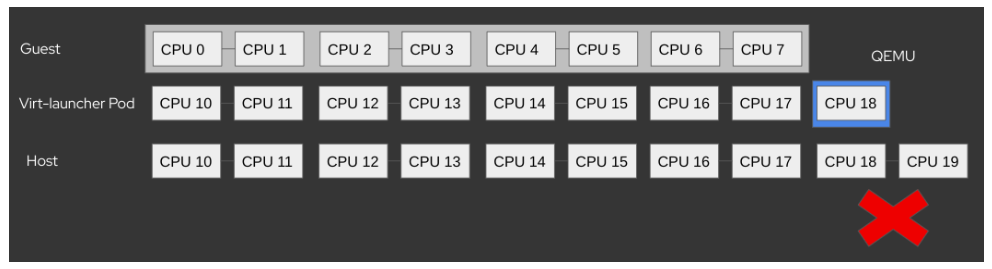 Guest CPU 0 CPU 1 CPU 2 CPU 3 CPU 4 CPU 5 CPU 6 CPU 7 QEMU
Virt-launcher Pod CPU 10 CPU 11 CPU 12 CPU 13 CPU 14 CPU 15 CPU 16 CPU 17 CPU 18
Host CPU 10 CPU 11 CPU 12 CPU 13 CPU 14 CPU 15 CPU 16 CPU 17 CPU 18 CPU 19